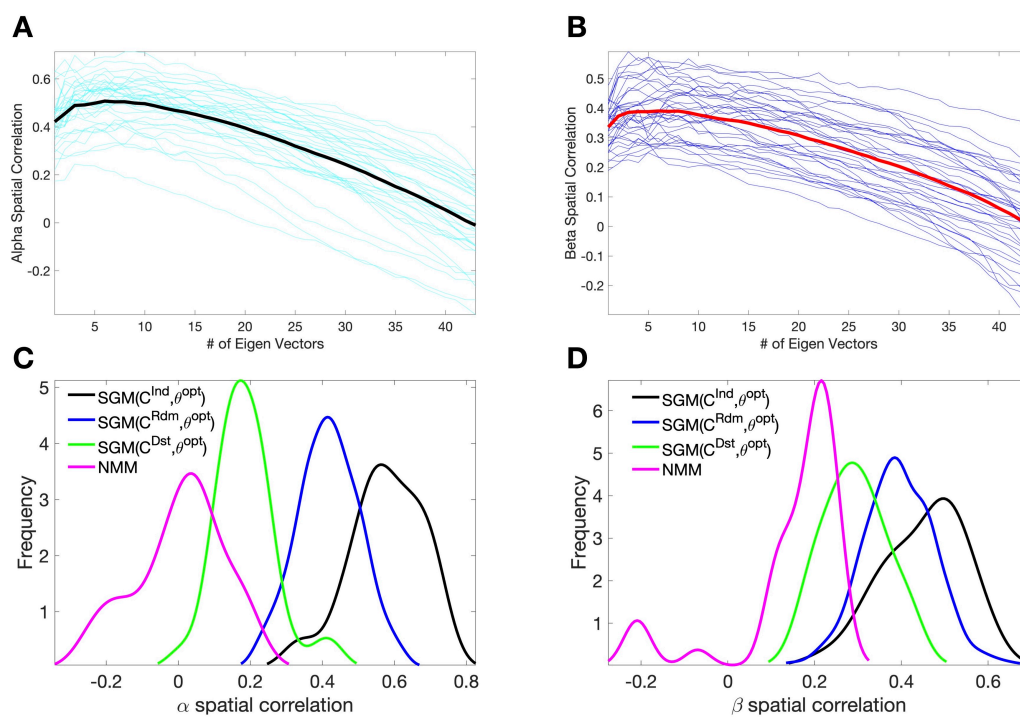 A
Alpha Spatial Correlation
0.6
0.4
0.2
0
-0.2
5 10 15 20 25 30 35 40
# of Eigen Vectors
B
Beta Spatial Correlation
0.5
0.4
0.3
0.2
0.1
0
-0.1
-0.2
5 10 15 20 25 30 35 40
# of Eigen Vectors
C
Frequency
5
4
3
2
1
SGM(C^Ind,θ^opt)
SGM(C^Rdm,θ^opt)
SGM(C^Dst,θ^opt)
NMM
-0.2 0 0.2 0.4 0.6 0.8
α spatial correlation
D
Frequency
6
5
4
3
2
1
SGM(C^Ind,θ^opt)
SGM(C^Rdm,θ^opt)
SGM(C^Dst,θ^opt)
NMM
-0.2 0 0.2 0.4 0.6
β spatial correlation